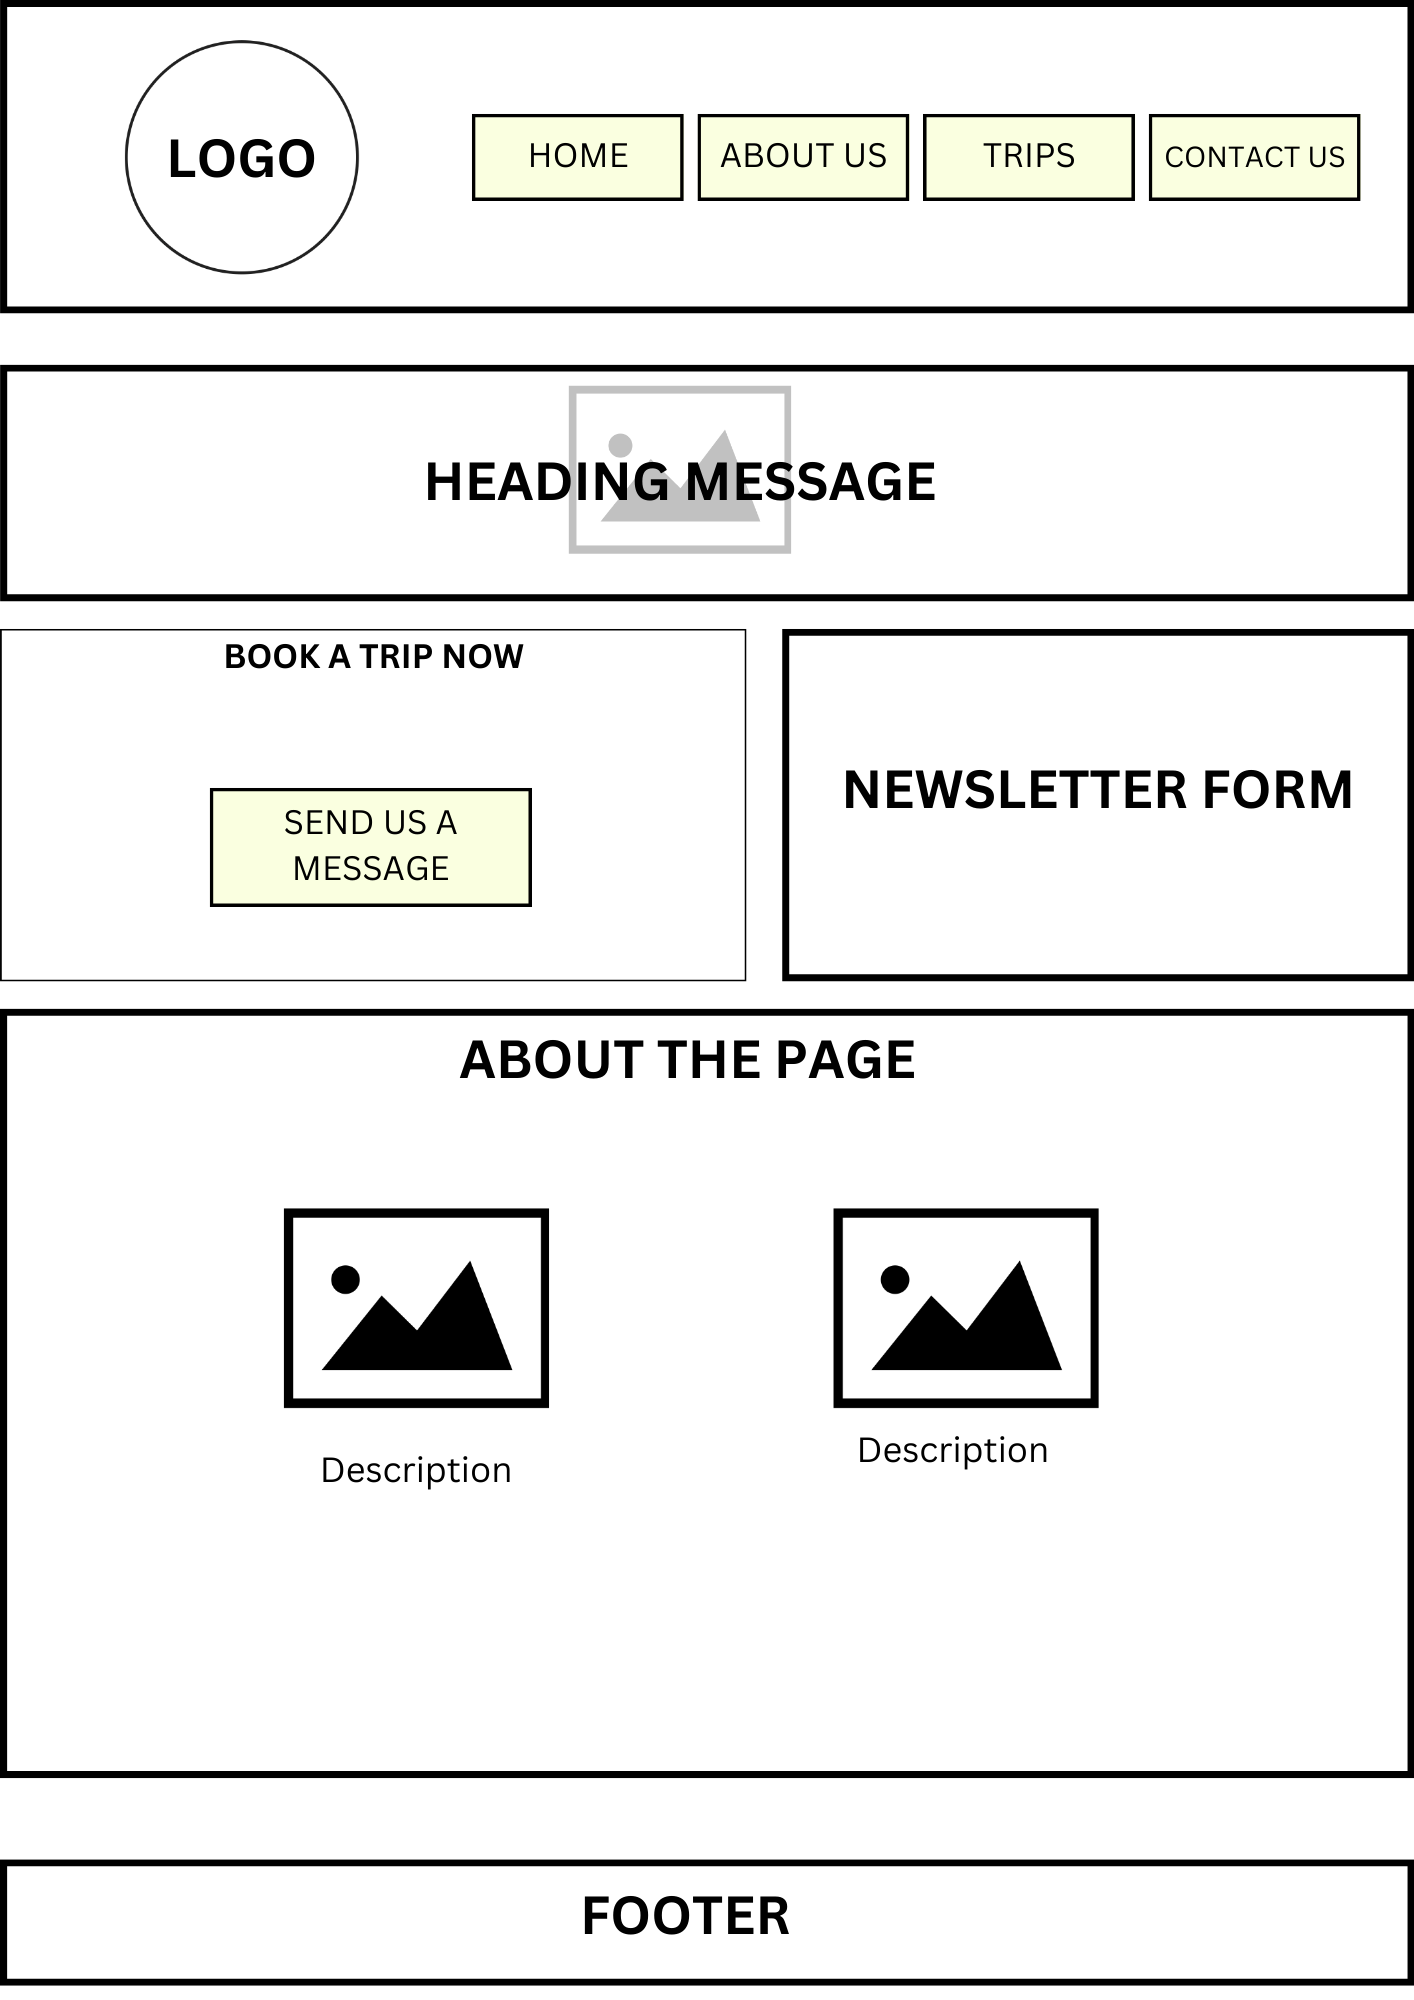 LOGO
HOME
ABOUT US
TRIPS
CONTACT US
HEADING MESSAGE
BOOK A TRIP NOW
SEND US A
MESSAGE
NEWSLETTER FORM
ABOUT THE PAGE
Description
Description
FOOTER